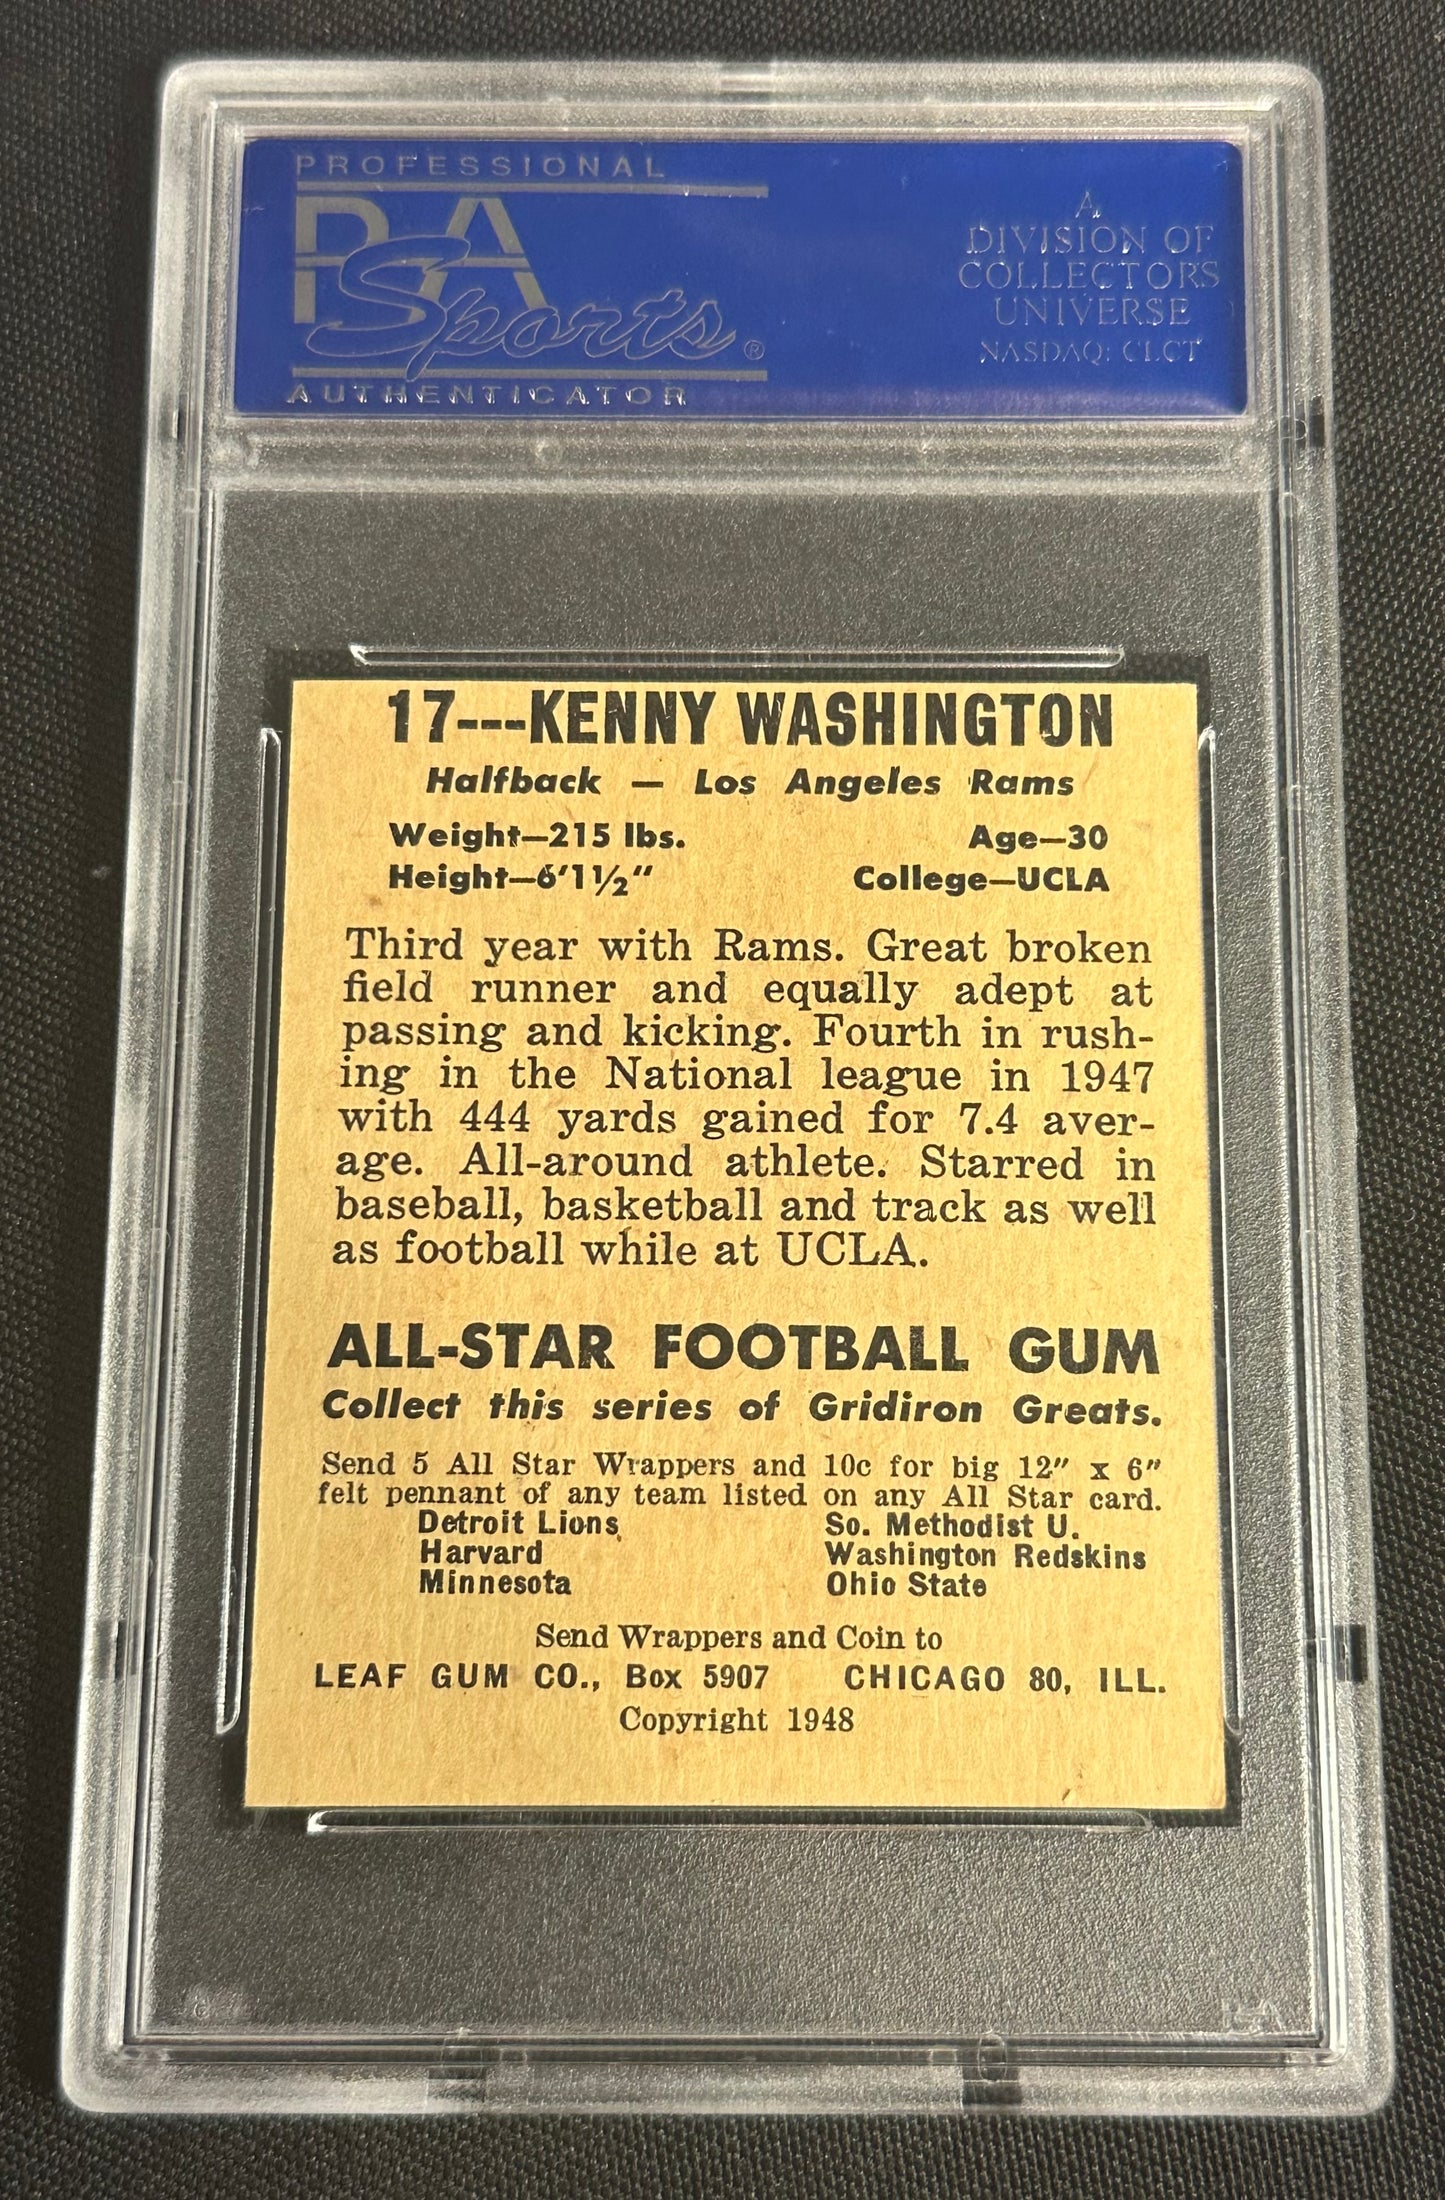 PROFESSIONAL
PSA
Sports®
AUTHENTICATOR
A
DIVISION OF
COLLECTORS
UNIVERSE
NASDAQ: CLCT
17---KENNY WASHINGTON
Halfback — Los Angeles Rams
Weight—215 lbs. Age—30
Height—6'1½" College—UCLA
Third year with Rams. Great broken
field runner and equally adept at
passing and kicking. Fourth in rush-
ing in the National league in 1947
with 444 yards gained for 7.4 aver-
age. All-around athlete. Starred in
baseball, basketball and track as well
as football while at UCLA.
ALL-STAR FOOTBALL GUM
Collect this series of Gridiron Greats.
Send 5 All Star Wrappers and 10c for big 12" x 6"
felt pennant of any team listed on any All Star card.
Detroit Lions So. Methodist U.
Harvard Washington Redskins
Minnesota Ohio State
Send Wrappers and Coin to
LEAF GUM CO., Box 5907 CHICAGO 80, ILL.
Copyright 1948